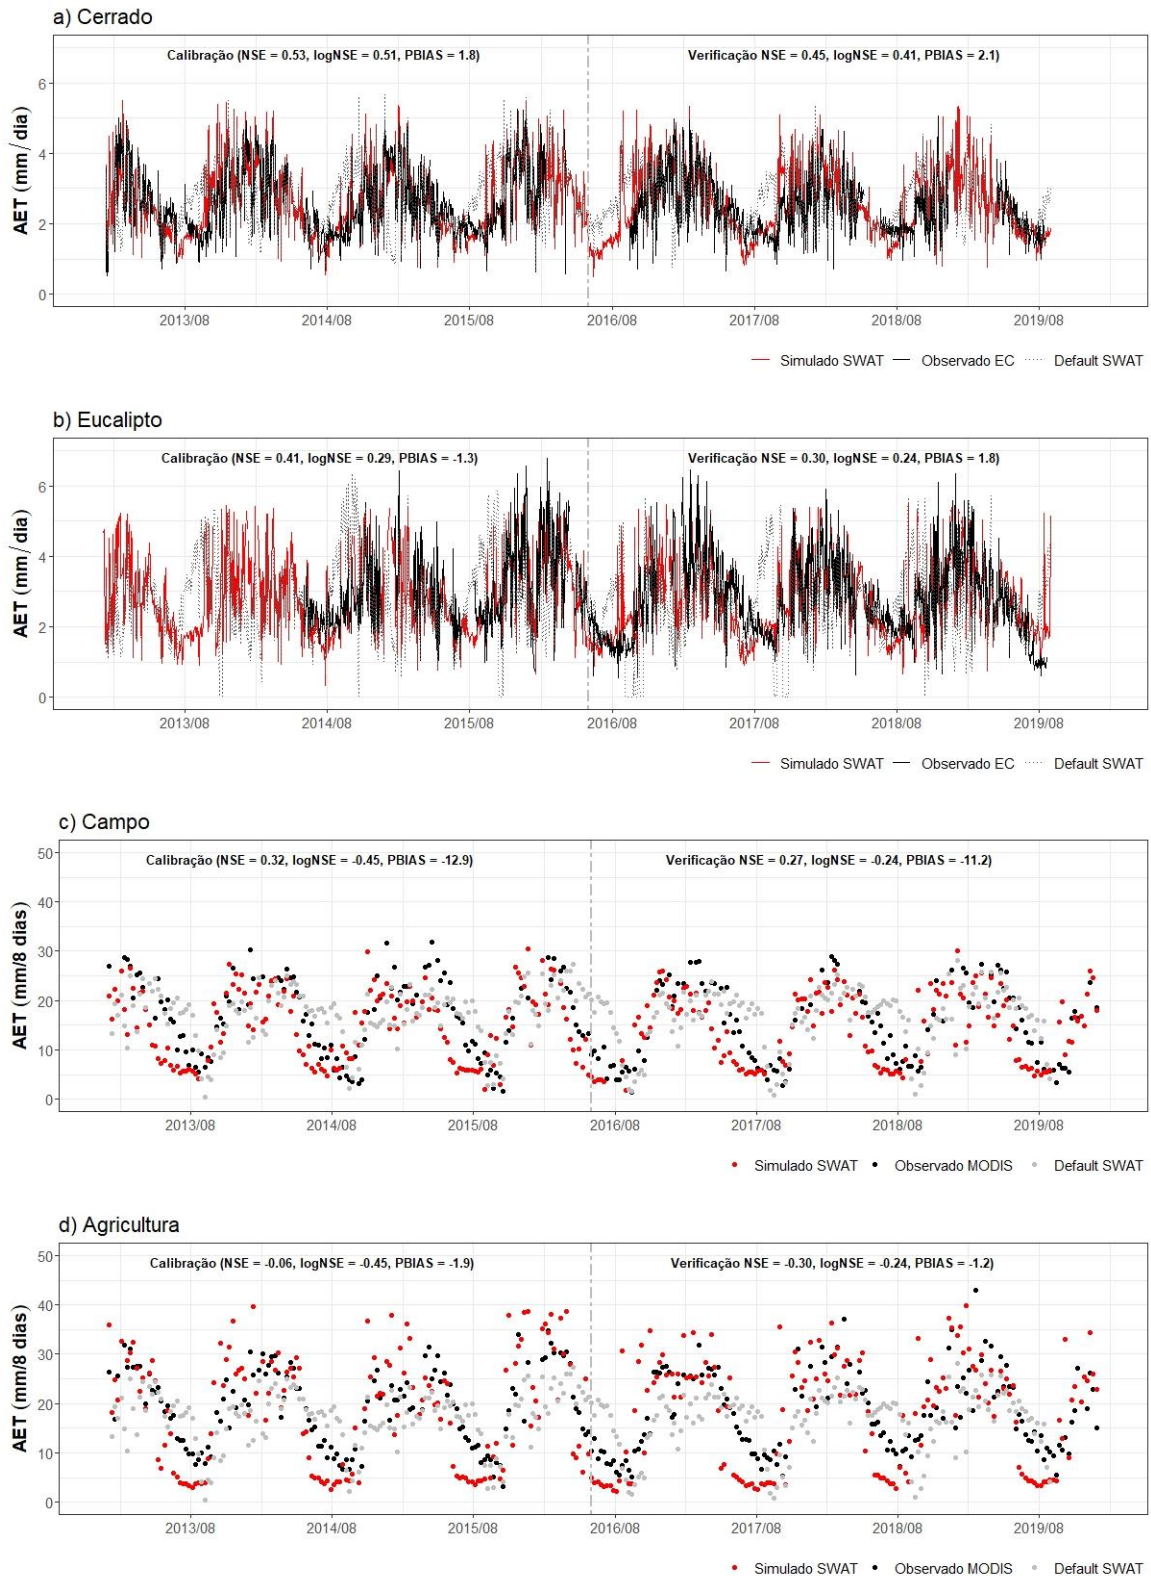 a) Cerrado
Calibração (NSE = 0.53, logNSE = 0.51, PBIAS = 1.8)
Verificação NSE = 0.45, logNSE = 0.41, PBIAS = 2.1)
AET (mm/dia)
6
4
2
0
2013/08 2014/08 2015/08 2016/08 2017/08 2018/08 2019/08
Simulado SWAT Observado EC Default SWAT
b) Eucalipto
Calibração (NSE = 0.41, logNSE = 0.29, PBIAS = -1.3)
Verificação NSE = 0.30, logNSE = 0.24, PBIAS = 1.8)
AET (mm/dia)
6
4
2
0
2013/08 2014/08 2015/08 2016/08 2017/08 2018/08 2019/08
Simulado SWAT Observado EC Default SWAT
c) Campo
Calibração (NSE = 0.32, logNSE = -0.45, PBIAS = -12.9)
Verificação NSE = 0.27, logNSE = -0.24, PBIAS = -11.2)
AET (mm/8 dias)
50
40
30
20
10
0
2013/08 2014/08 2015/08 2016/08 2017/08 2018/08 2019/08
Simulado SWAT Observado MODIS Default SWAT
d) Agricultura
Calibração (NSE = -0.06, logNSE = -0.45, PBIAS = -1.9)
Verificação NSE = -0.30, logNSE = -0.24, PBIAS = -1.2)
AET (mm/8 dias)
50
40
30
20
10
0
2013/08 2014/08 2015/08 2016/08 2017/08 2018/08 2019/08
Simulado SWAT Observado MODIS Default SWAT